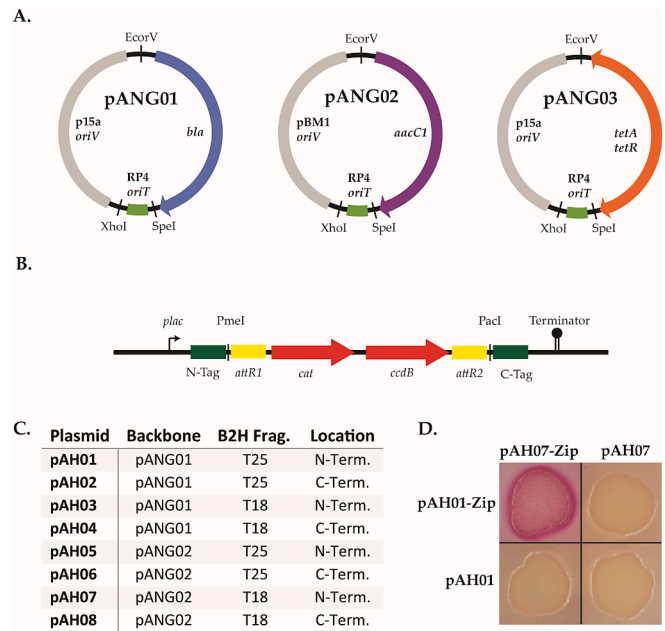 A.
EcorV
EcorV
EcorV
pANG01
pANG02
pANG03
p15a
oriV
bla
pBM1
oriV
aacC1
p15a
oriV
tetA
tetR
RP4
oriT
RP4
oriT
RP4
oriT
XhoI
SpeI
XhoI
SpeI
XhoI
SpeI
B.
plac
PmeI
PacI
Terminator
N-Tag
attR1
cat
ccdB
attR2
C-Tag
C.
Plasmid Backbone B2H Frag. Location
pAH01 pANG01 T25 N-Term.
pAH02 pANG01 T25 C-Term.
pAH03 pANG01 T18 N-Term.
pAH04 pANG01 T18 C-Term.
pAH05 pANG02 T25 N-Term.
pAH06 pANG02 T25 C-Term.
pAH07 pANG02 T18 N-Term.
pAH08 pANG02 T18 C-Term.
D.
pAH07-Zip pAH07
pAH01-Zip
pAH01